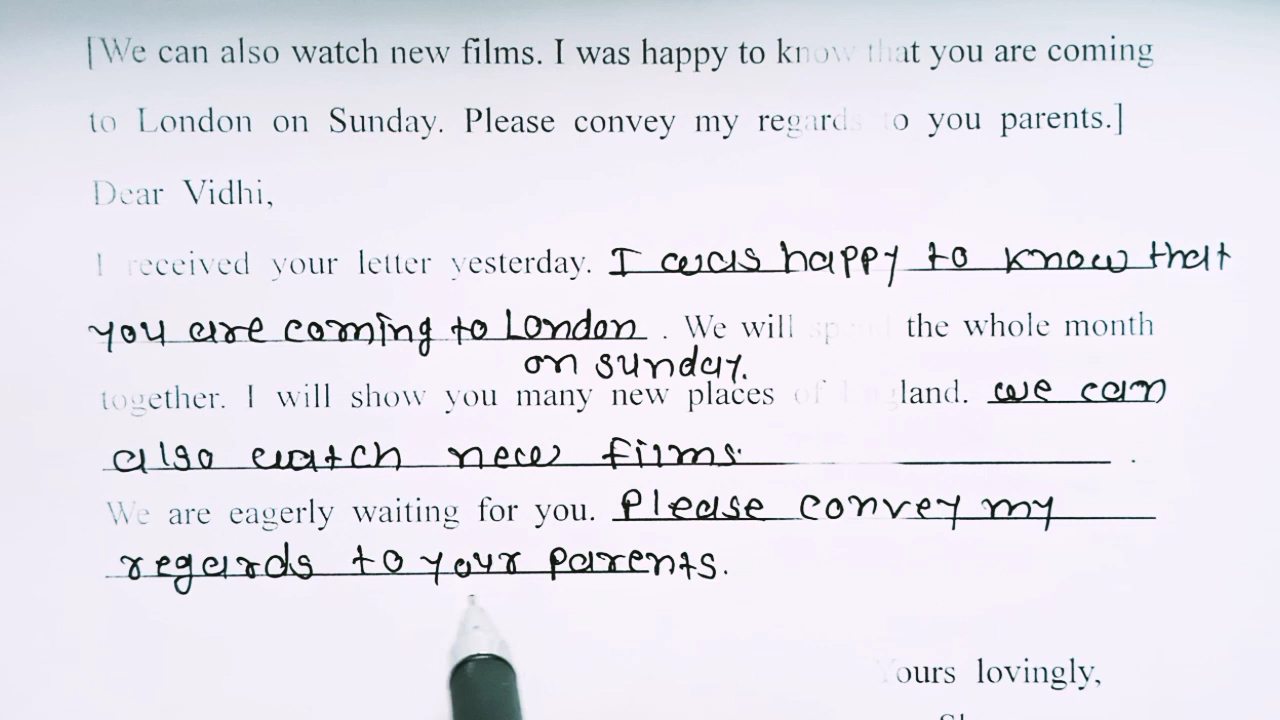 [We can also watch new films. I was happy to know that you are coming
to London on Sunday. Please convey my regards to you parents.]
Dear Vidhi,
I received your letter yesterday. I was happy to know that
you are coming to London . We will spend the whole month
on sunday.
together. I will show you many new places of England. we can
also watch new films. .
We are eagerly waiting for you. Please convey my
regards to your parents.
Yours lovingly,